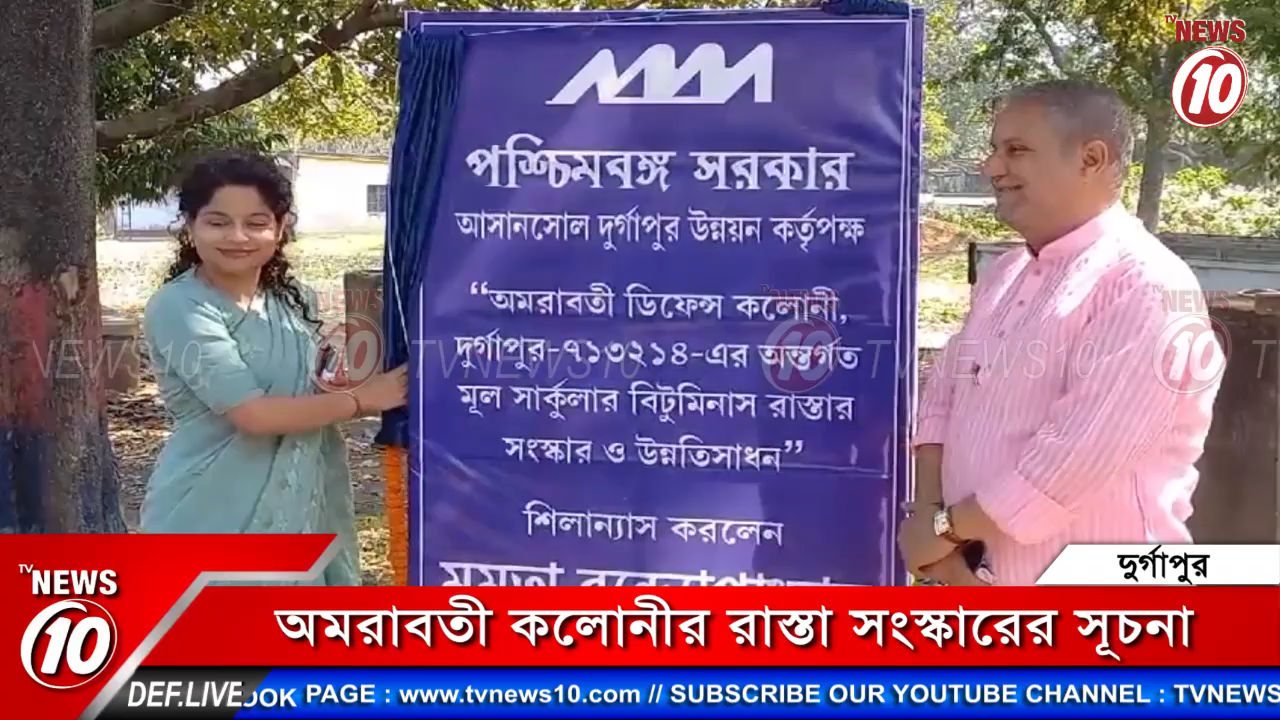 TV NEWS
10
পশ্চিমবঙ্গ সরকার
আসানসোল দুর্গাপুর উন্নয়ন কর্তৃপক্ষ
“অমরাবতী ডিফেন্স কলোনী,
দুর্গাপুর-৭১৩২১৪-এর অন্তর্গত
মূল সার্কুলার বিটুমিনাস রাস্তার
সংস্কার ও উন্নতিসাধন”
শিলান্যাস করলেন
দুর্গাপুর
TV NEWS
10
অমরাবতী কলোনীর রাস্তা সংস্কারের সূচনা
DEF.LIVE
OOK PAGE : www.tvnews10.com // SUBSCRIBE OUR YOUTUBE CHANNEL : TVNEWS